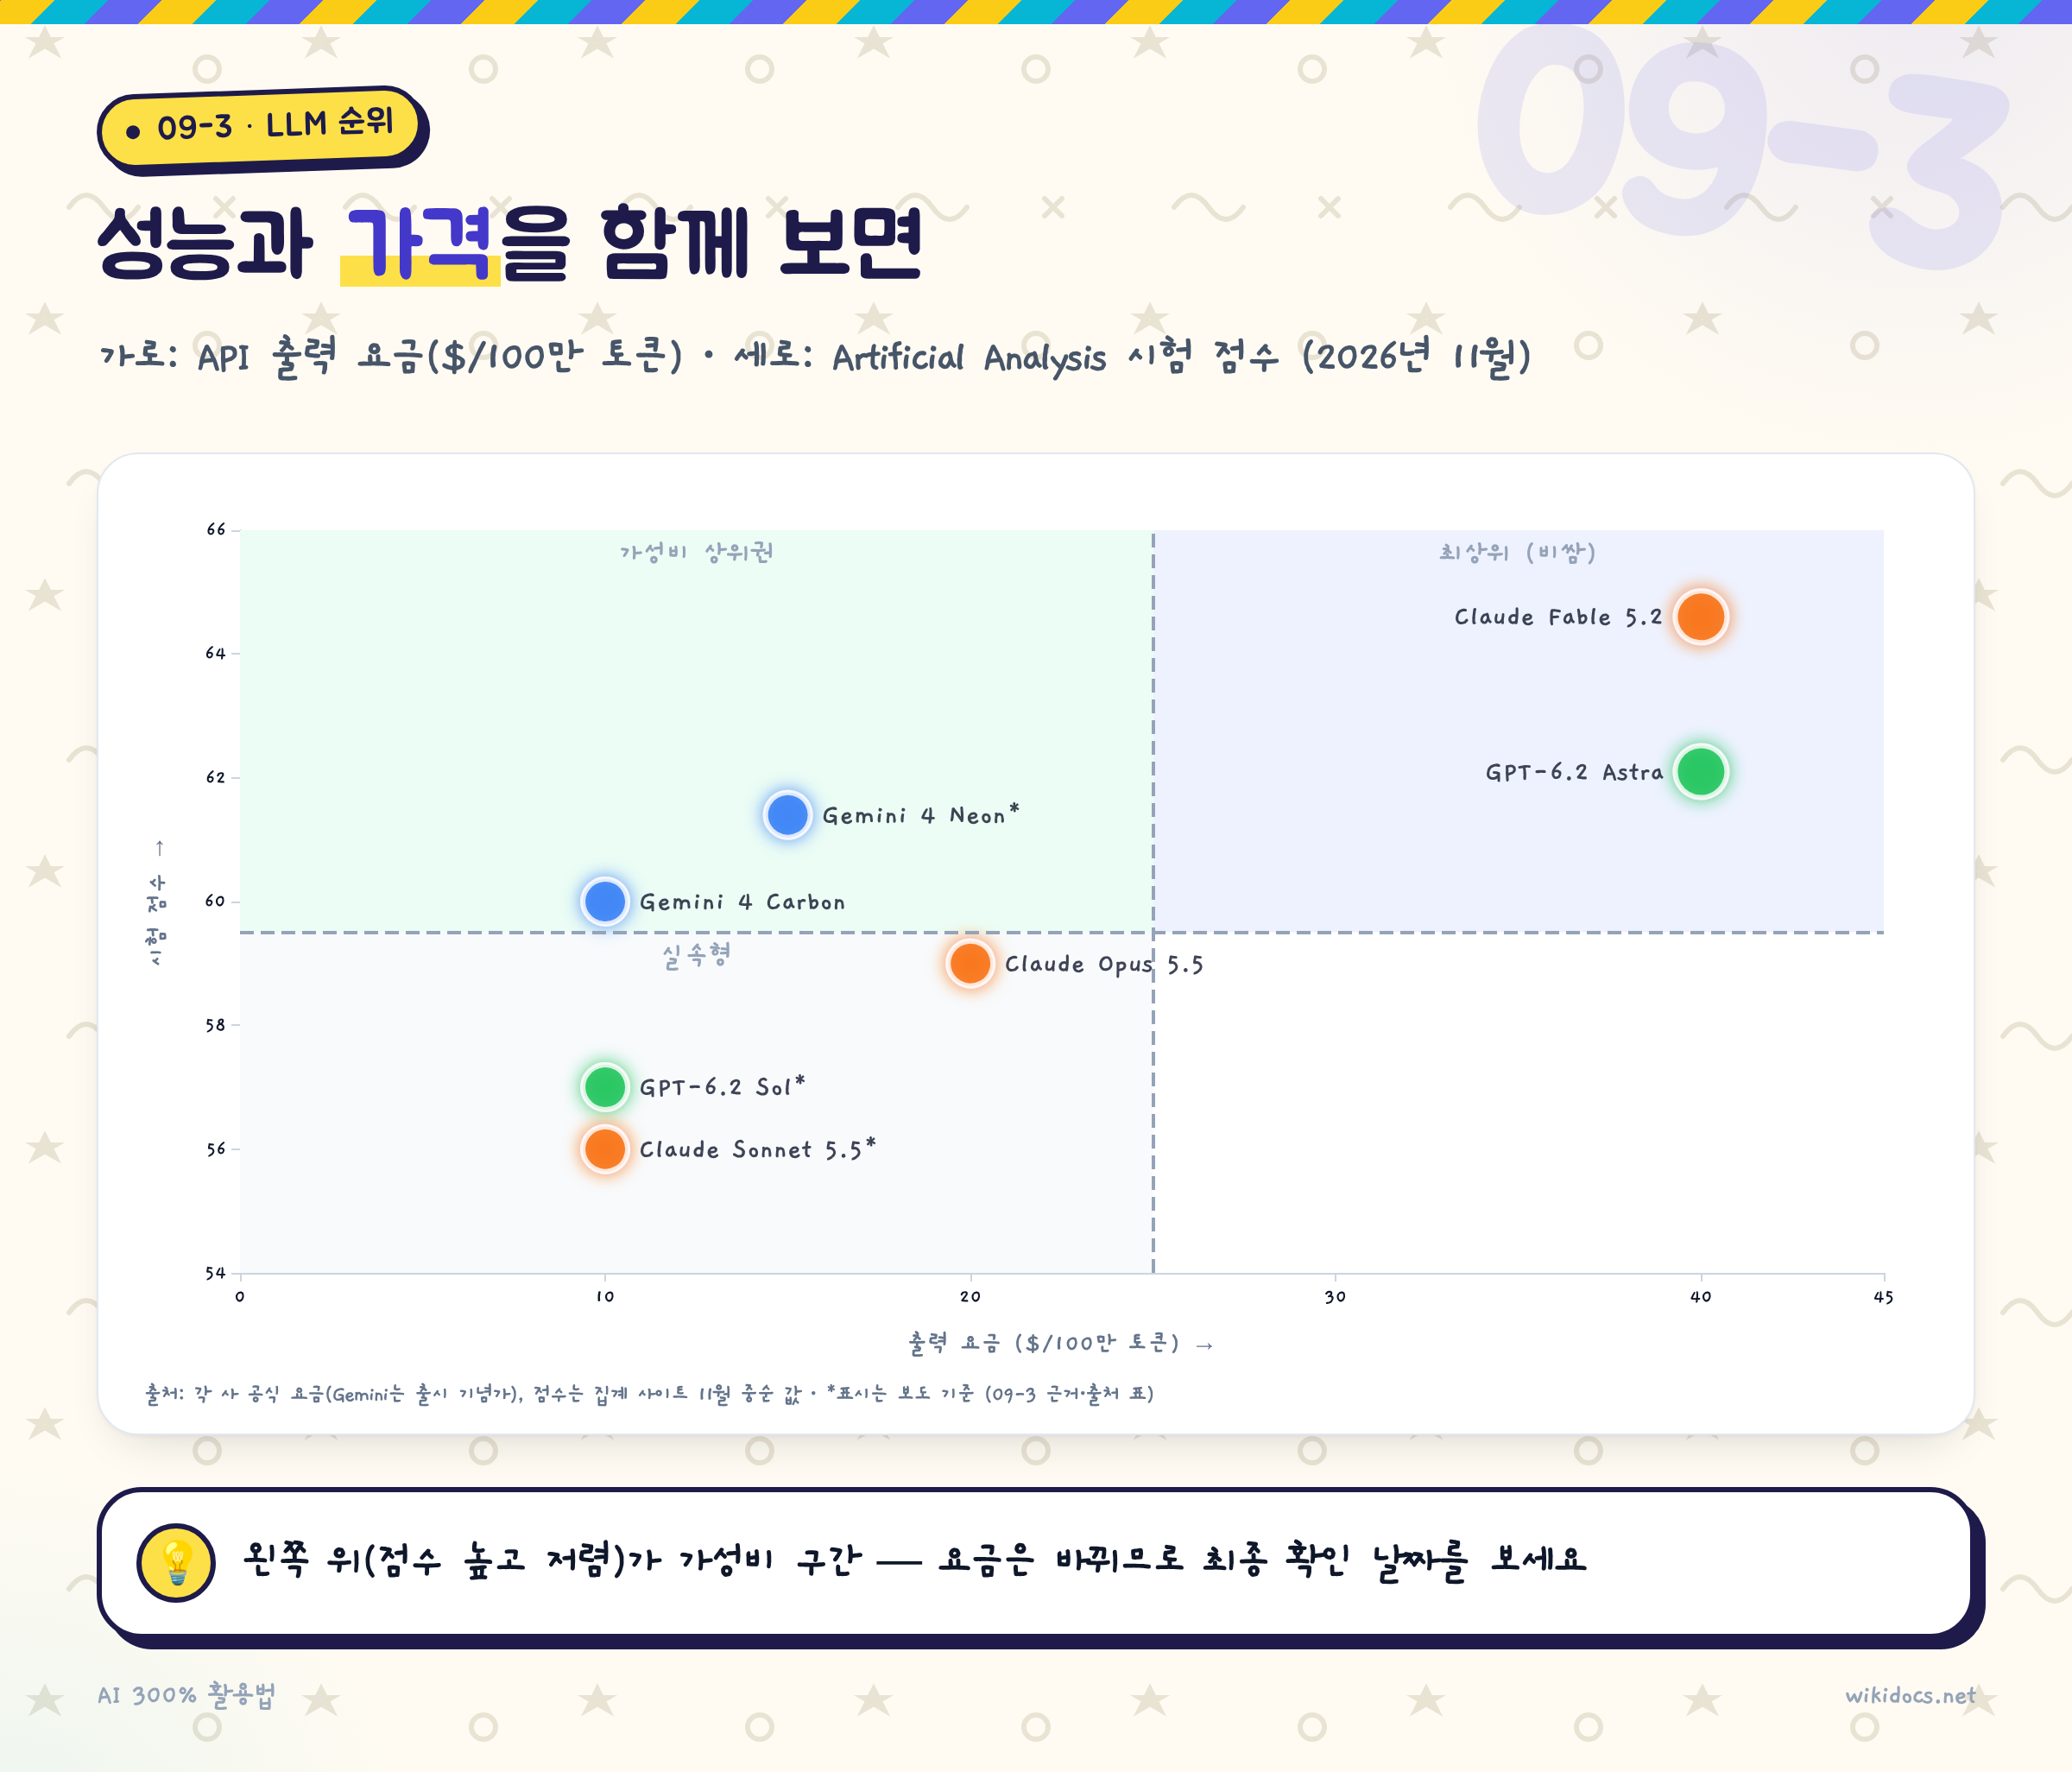 09-3
09-3 · LLM 순위
성능과 가격을 함께 보면
가로: API 출력 요금($/100만 토큰) · 세로: Artificial Analysis 시험 점수 (2026년 11월)
66
가성비 상위권
최상위 (비쌈)
Claude Fable 5.2
64
62
GPT-6.2 Astra
Gemini 4 Neon*
60
Gemini 4 Carbon
시험 점수 →
실속형
Claude Opus 5.5
58
GPT-6.2 Sol*
56
Claude Sonnet 5.5*
54
0 10 20 30 40 45
출력 요금 ($/100만 토큰) →
출처: 각 사 공식 요금(Gemini는 출시 기념가), 점수는 집계 사이트 11월 중순 값 · *표시는 보도 기준 (09-3 근거·출처 표)
💡 왼쪽 위(점수 높고 저렴)가 가성비 구간 — 요금은 바뀌므로 최종 확인 날짜를 보세요
AI 300% 활용법
wikidocs.net